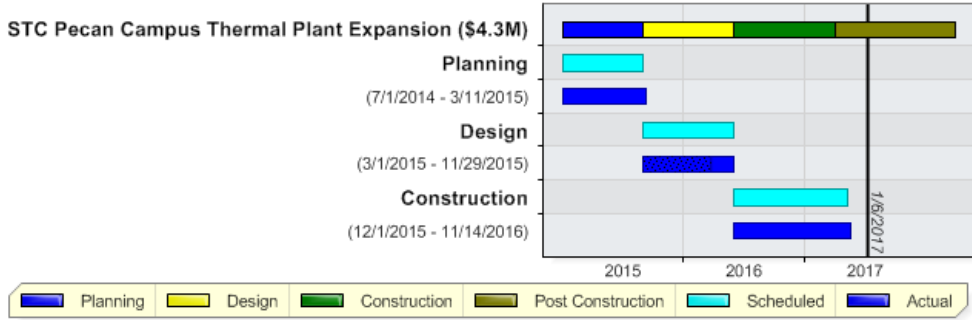 STC Pecan Campus Thermal Plant Expansion ($4.3M)
Planning
(7/1/2014 - 3/11/2015)
Design
(3/1/2015 - 11/29/2015)
Construction
(12/1/2015 - 11/14/2016)
1/6/2017
2015 2016 2017
Planning Design Construction Post Construction Scheduled Actual